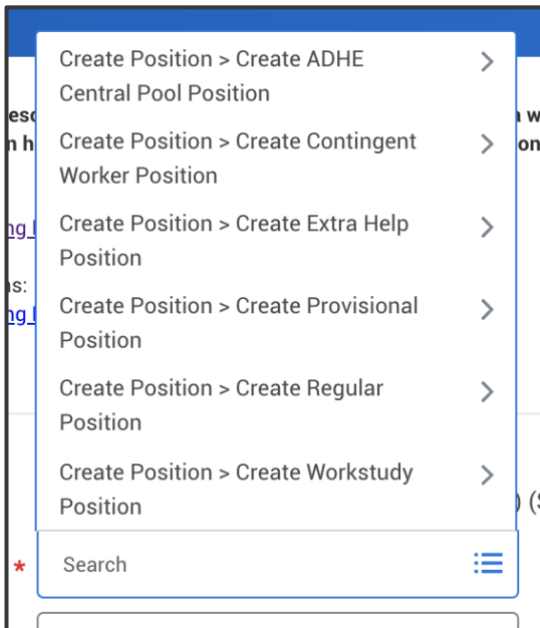 Create Position > Create ADHE
Central Pool Position
Create Position > Create Contingent
Worker Position
Create Position > Create Extra Help
Position
Create Position > Create Provisional
Position
Create Position > Create Regular
Position
Create Position > Create Workstudy
Position
* Search